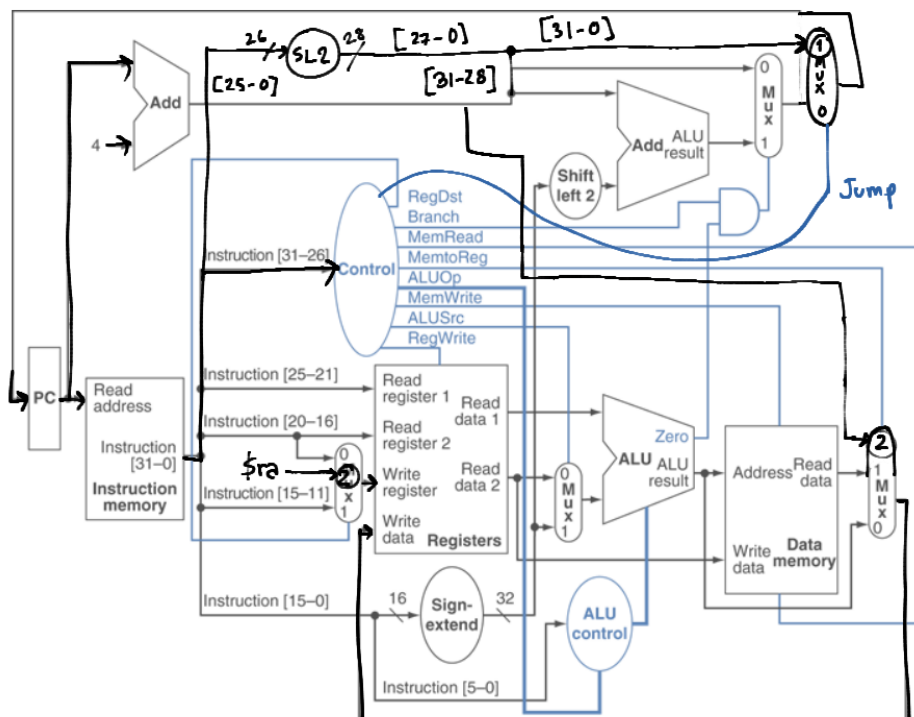 26
SL2
28
[27-0]
[31-0]
[25-0]
[31-28]
1
Mux
0
Add
4
0
Mux
1
Add ALU result
Shift left 2
Jump
RegDst
Branch
MemRead
Instruction [31–26]
Control
MemtoReg
ALUOp
MemWrite
ALUSrc
RegWrite
PC
Read address
Instruction [31–0]
Instruction memory
Instruction [25–21]
Read register 1
Read data 1
Instruction [20–16]
Read register 2
Zero
2
0
$ra
2
x
1
Write register
Read data 2
0
Mux
1
ALU ALU result
Address
Read data
1
Mux
0
Instruction [15–11]
Write data
Registers
Write data
Data memory
Instruction [15–0]
16
Sign-extend
32
ALU control
Instruction [5–0]